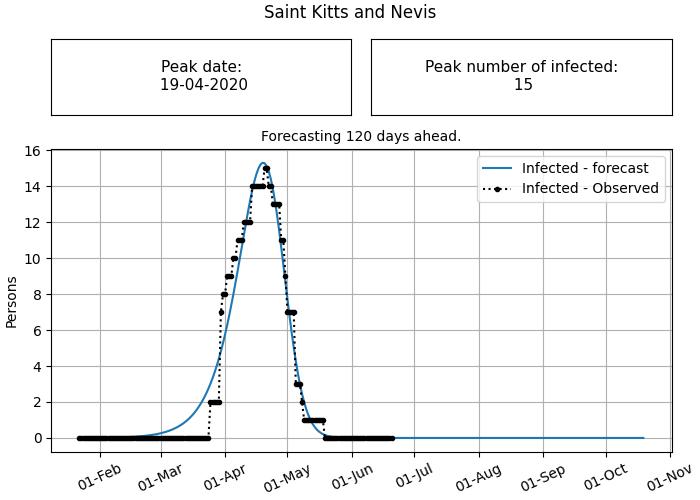 Saint Kitts and Nevis
Peak date:
19-04-2020
Peak number of infected:
15
Forecasting 120 days ahead.
Infected - forecast
Infected - Observed
Persons
16
14
12
10
8
6
4
2
0
01-Feb
01-Mar
01-Apr
01-May
01-Jun
01-Jul
01-Aug
01-Sep
01-Oct
01-Nov